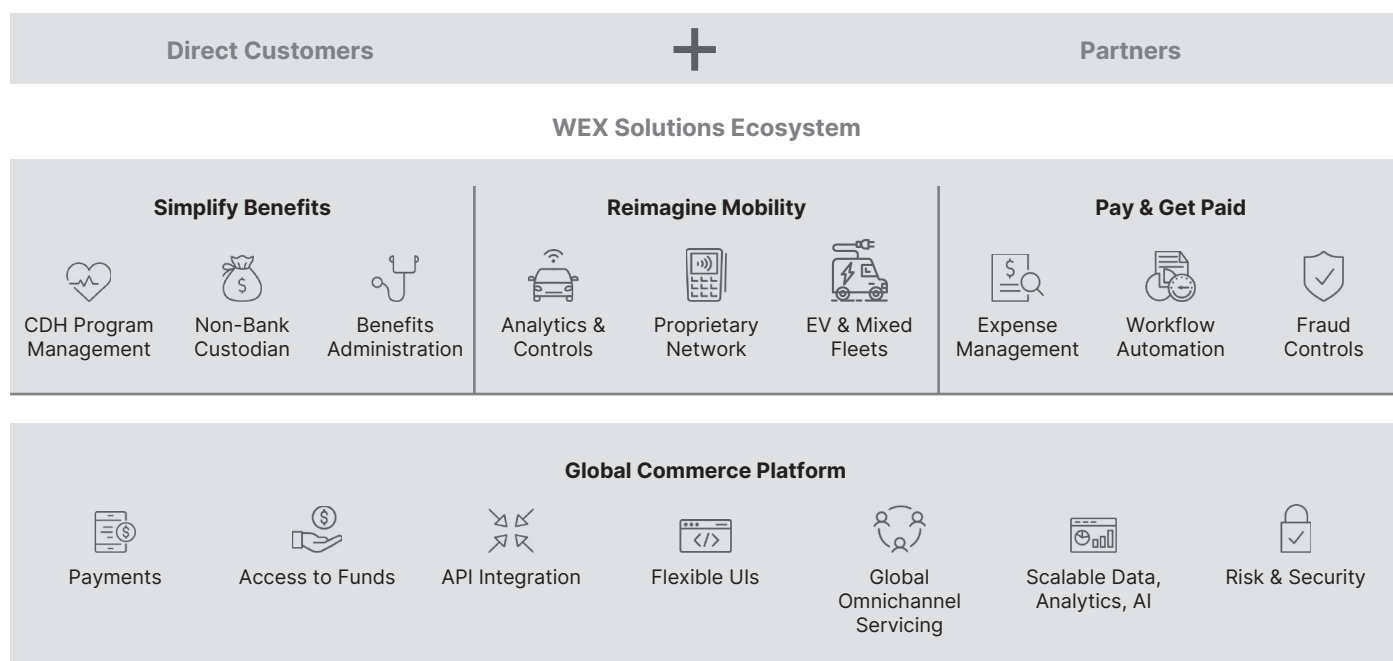 Direct Customers
+
Partners
WEX Solutions Ecosystem
Simplify Benefits
CDH Program
Management
Non-Bank
Custodian
Benefits
Administration
Reimagine Mobility
Analytics &
Controls
Proprietary
Network
EV & Mixed
Fleets
Pay & Get Paid
Expense
Management
Workflow
Automation
Fraud
Controls
Global Commerce Platform
Payments
Access to Funds
API Integration
Flexible UIs
Global
Omnichannel
Servicing
Scalable Data,
Analytics, AI
Risk & Security